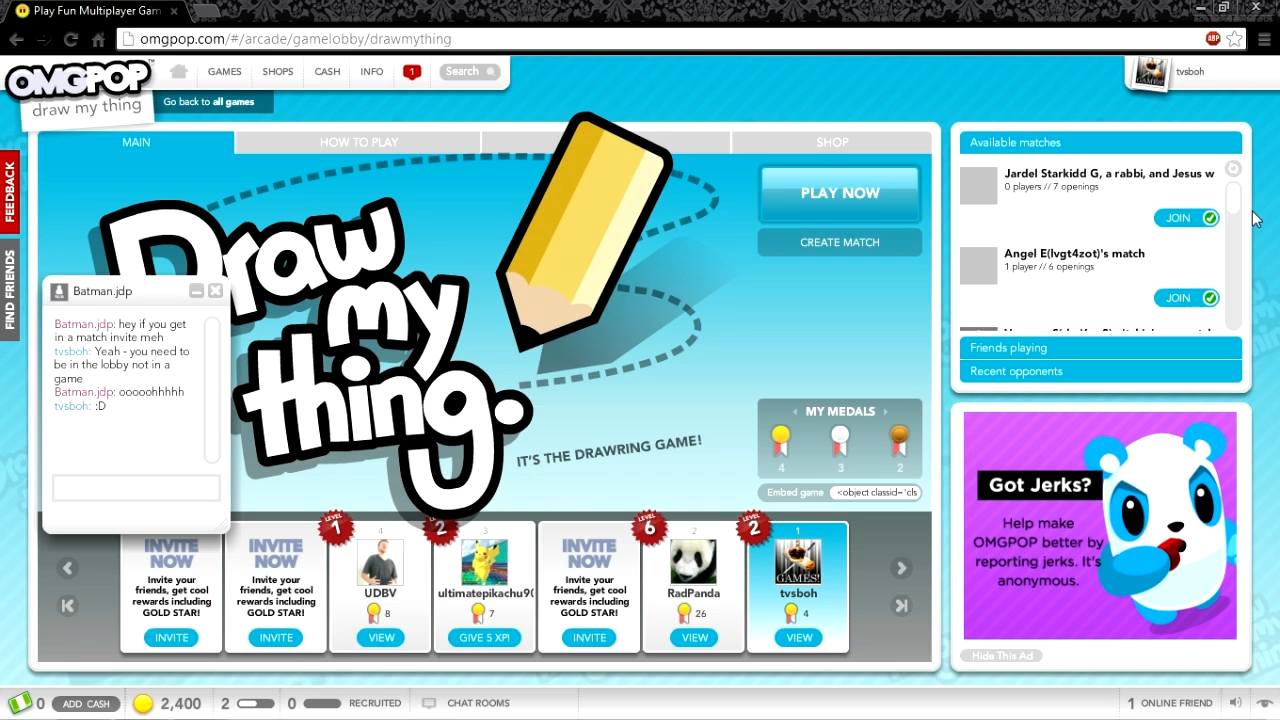 Play Fun Multiplayer Gam
omgpop.com/#/arcade/gamelobby/drawmything
ABP
OMGPOP
draw my thing
GAMES
SHOPS
CASH
INFO
1
Search
tvsboh
Go back to all games
FEEDBACK
FIND FRIENDS
MAIN
HOW TO PLAY
SHOP
Draw
my
thing.
IT'S THE DRAWRING GAME!
PLAY NOW
CREATE MATCH
MY MEDALS
4
3
2
Embed game
<object classid='cls
Batman.jdp
Batman.jdp: hey if you get
in a match invite meh
tvsboh: Yeah - you need to
be in the lobby not in a
game
Batman.jdp: ooooohhhhh
tvsboh: :D
Available matches
Jardel Starkidd G, a rabbi, and Jesus w
0 players // 7 openings
JOIN
Angel E(lvgt4zot)'s match
1 player // 6 openings
JOIN
Friends playing
Recent opponents
Got Jerks?
Help make
OMGPOP better by
reporting jerks. It's
anonymous.
Hide This Ad
INVITE
NOW
Invite your
friends, get cool
rewards including
GOLD STAR!
INVITE
INVITE
NOW
Invite your
friends, get cool
rewards including
GOLD STAR!
INVITE
LEVEL
1
4
UDBV
8
VIEW
LEVEL
2
3
ultimatepikachu90
7
GIVE 5 XP!
INVITE
NOW
Invite your
friends, get cool
rewards including
GOLD STAR!
INVITE
LEVEL
6
2
RadPanda
26
VIEW
LEVEL
2
1
GAMES!
tvsboh
4
VIEW
0
ADD CASH
2,400
2
0
RECRUITED
CHAT ROOMS
1 ONLINE FRIEND